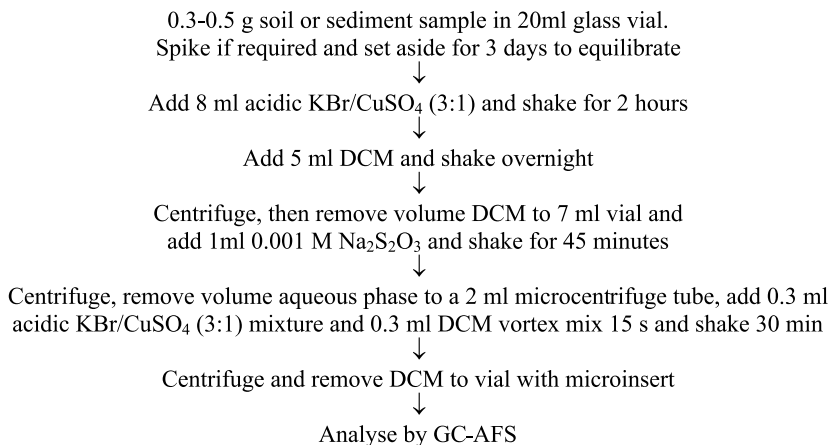 0.3-0.5 g soil or sediment sample in 20ml glass vial.
Spike if required and set aside for 3 days to equilibrate
↓
Add 8 ml acidic KBr/CuSO₄ (3:1) and shake for 2 hours
↓
Add 5 ml DCM and shake overnight
↓
Centrifuge, then remove volume DCM to 7 ml vial and
add 1ml 0.001 M Na₂S₂O₃ and shake for 45 minutes
↓
Centrifuge, remove volume aqueous phase to a 2 ml microcentrifuge tube, add 0.3 ml
acidic KBr/CuSO₄ (3:1) mixture and 0.3 ml DCM vortex mix 15 s and shake 30 min
↓
Centrifuge and remove DCM to vial with microinsert
↓
Analyse by GC-AFS